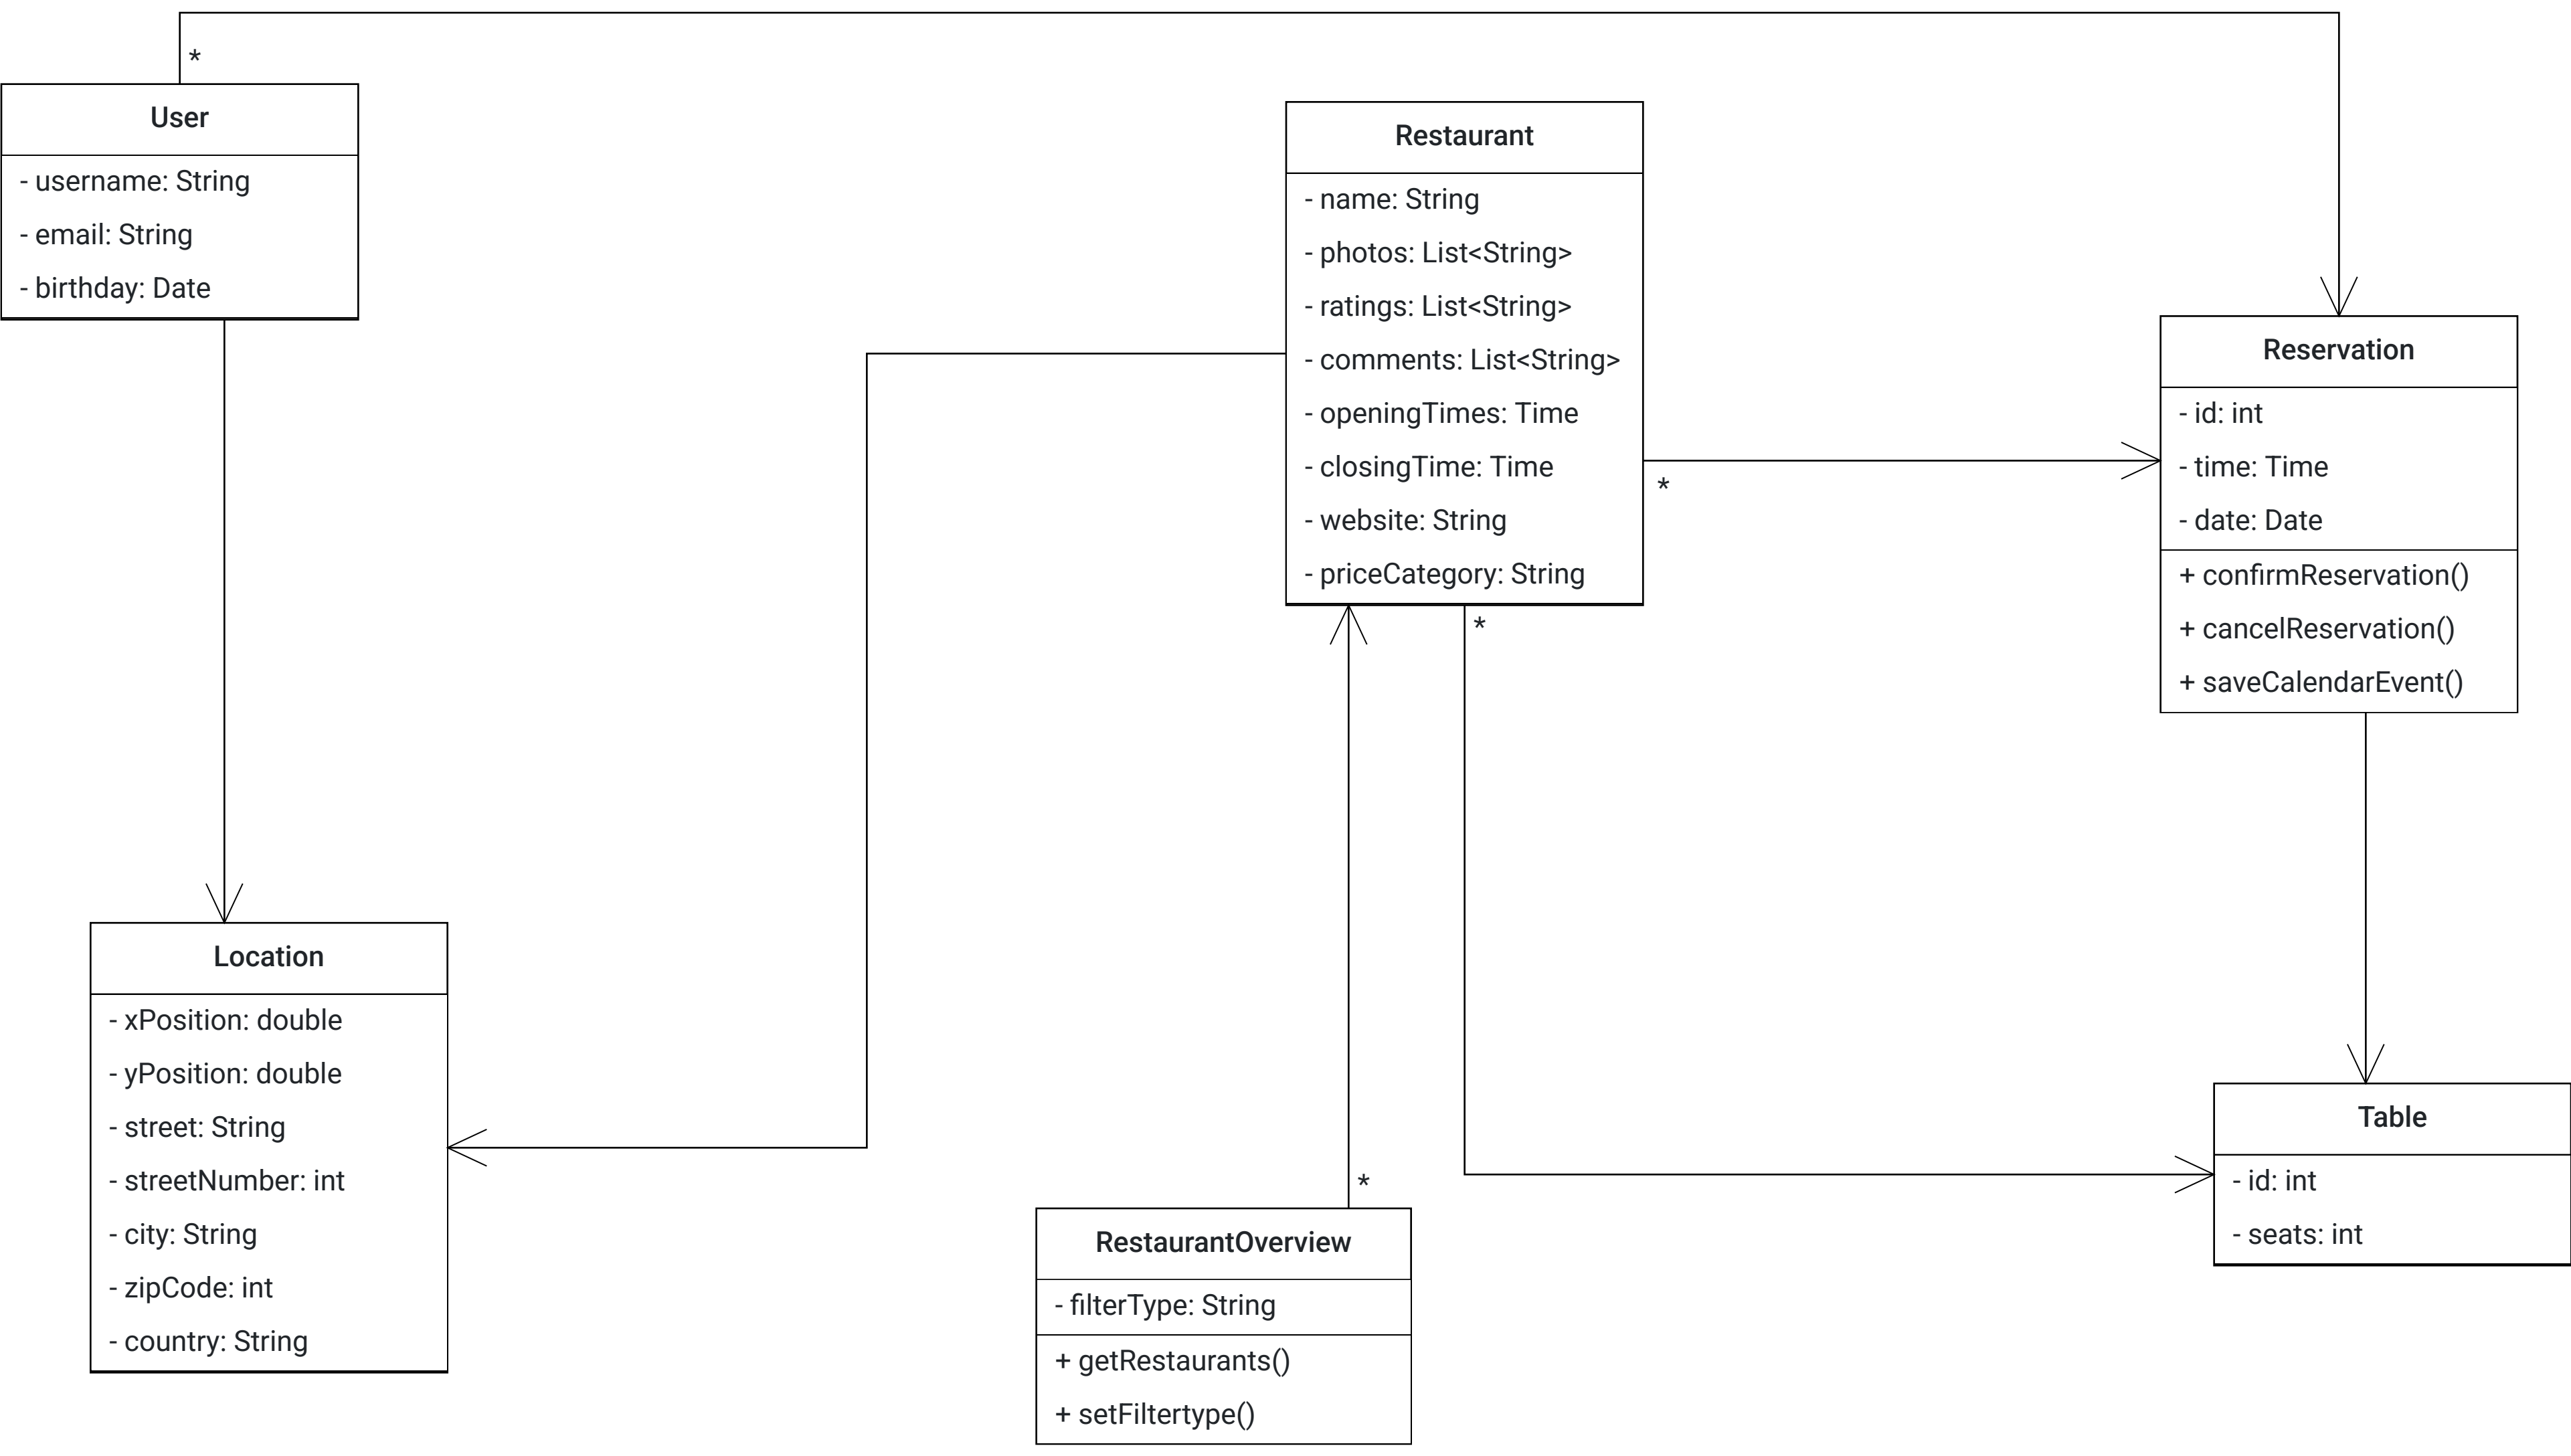 *
User
- username: String
- email: String
- birthday: Date
Restaurant
- name: String
- photos: List<String>
- ratings: List<String>
- comments: List<String>
- openingTimes: Time
- closingTime: Time
- website: String
- priceCategory: String
*
*
Reservation
- id: int
- time: Time
- date: Date
+ confirmReservation()
+ cancelReservation()
+ saveCalendarEvent()
Location
- xPosition: double
- yPosition: double
- street: String
- streetNumber: int
- city: String
- zipCode: int
- country: String
*
RestaurantOverview
- filterType: String
+ getRestaurants()
+ setFiltertype()
Table
- id: int
- seats: int